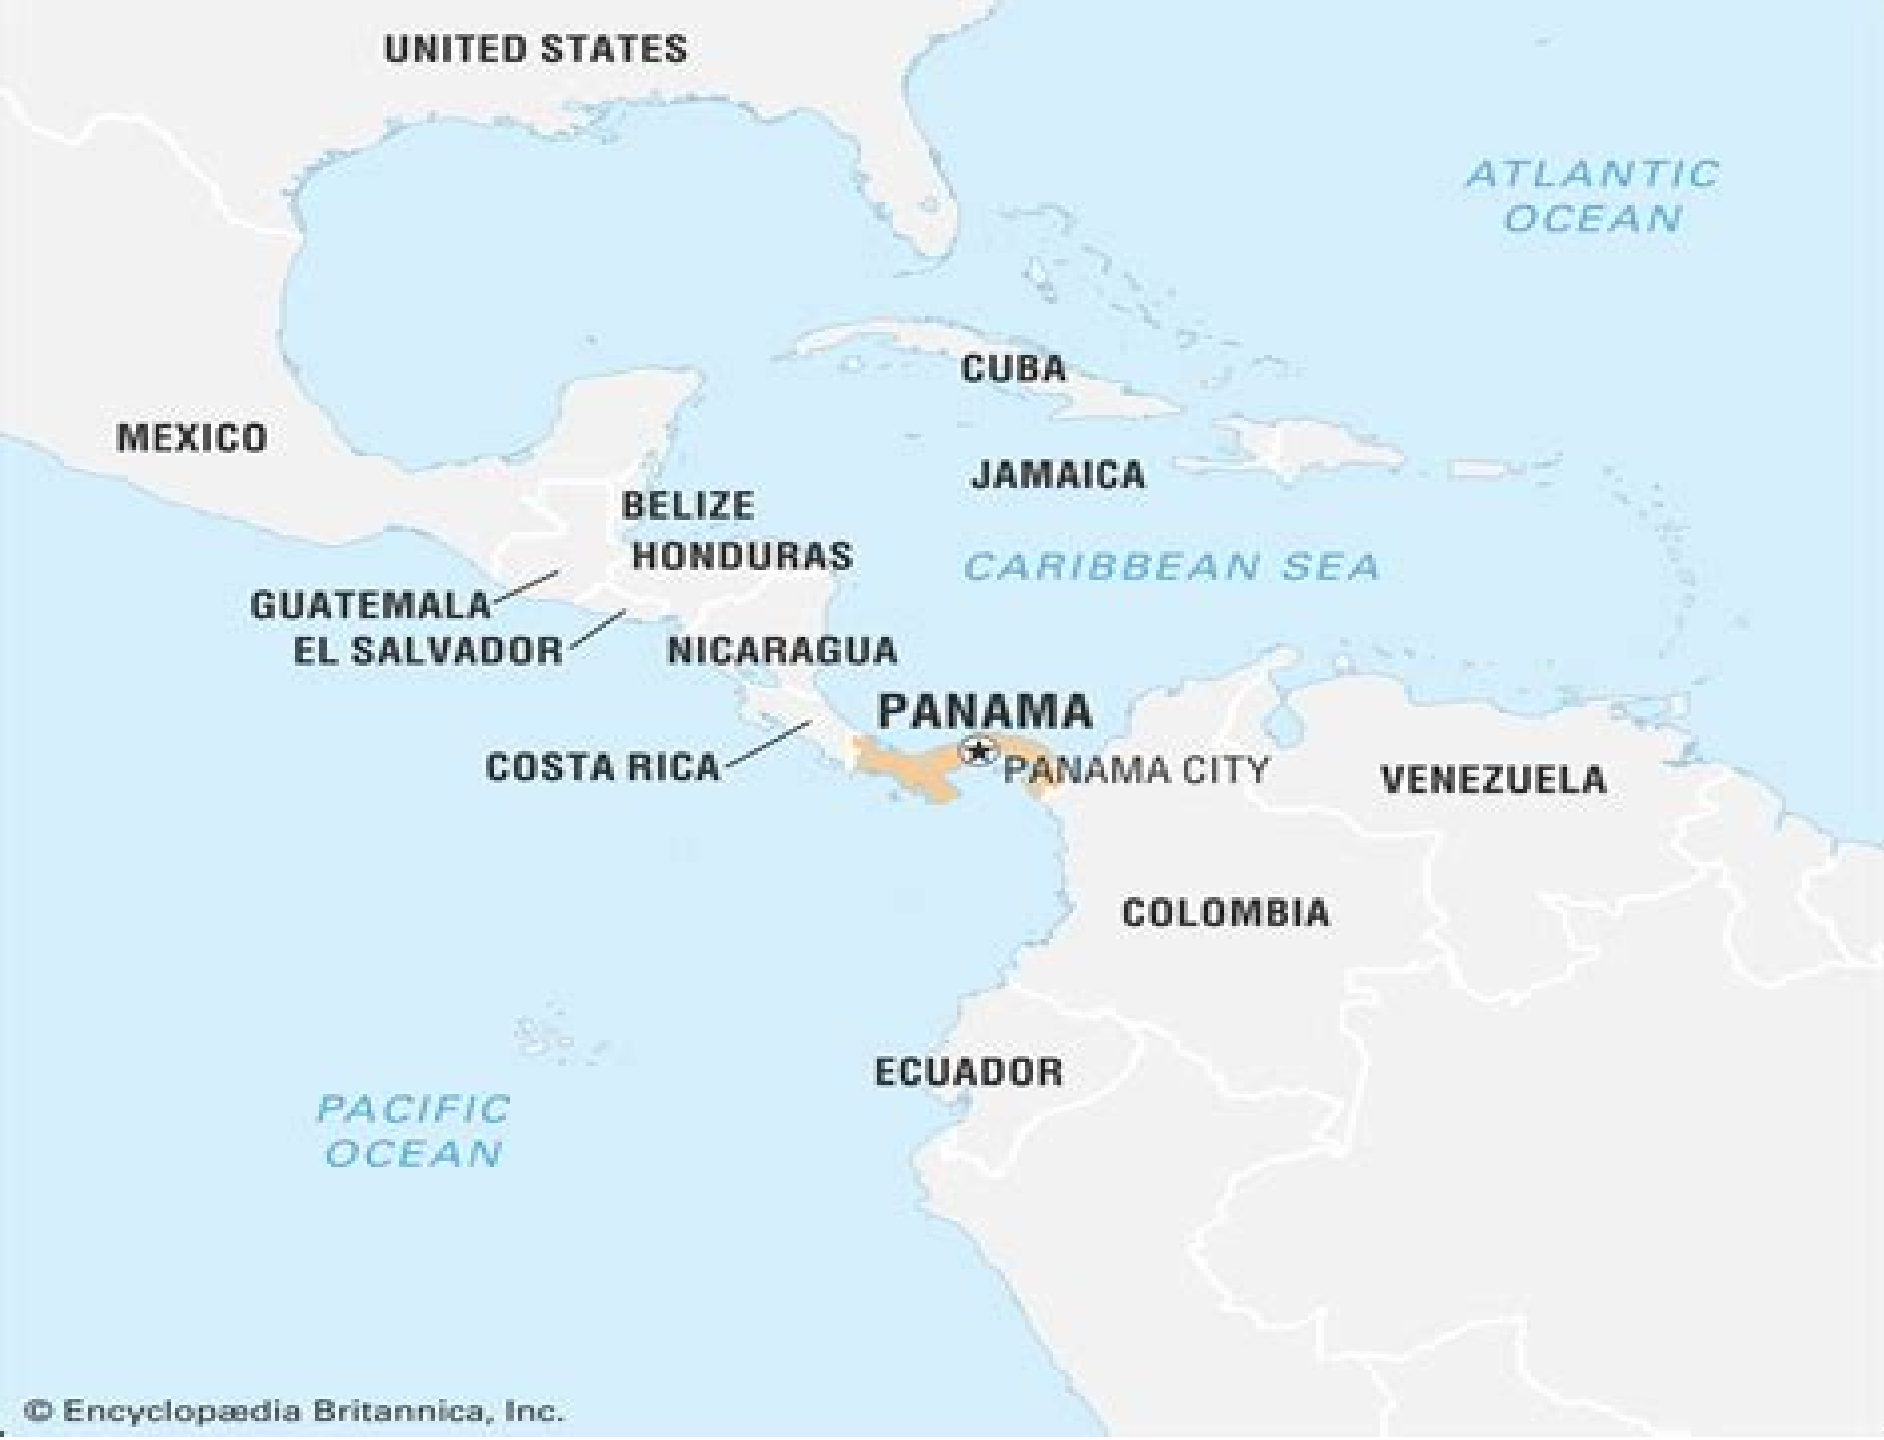 UNITED STATES
ATLANTIC
OCEAN
CUBA
MEXICO
JAMAICA
BELIZE
HONDURAS
CARIBBEAN SEA
GUATEMALA
EL SALVADOR
NICARAGUA
PANAMA
COSTA RICA
PANAMA CITY
VENEZUELA
COLOMBIA
ECUADOR
PACIFIC
OCEAN
© Encyclopædia Britannica, Inc.